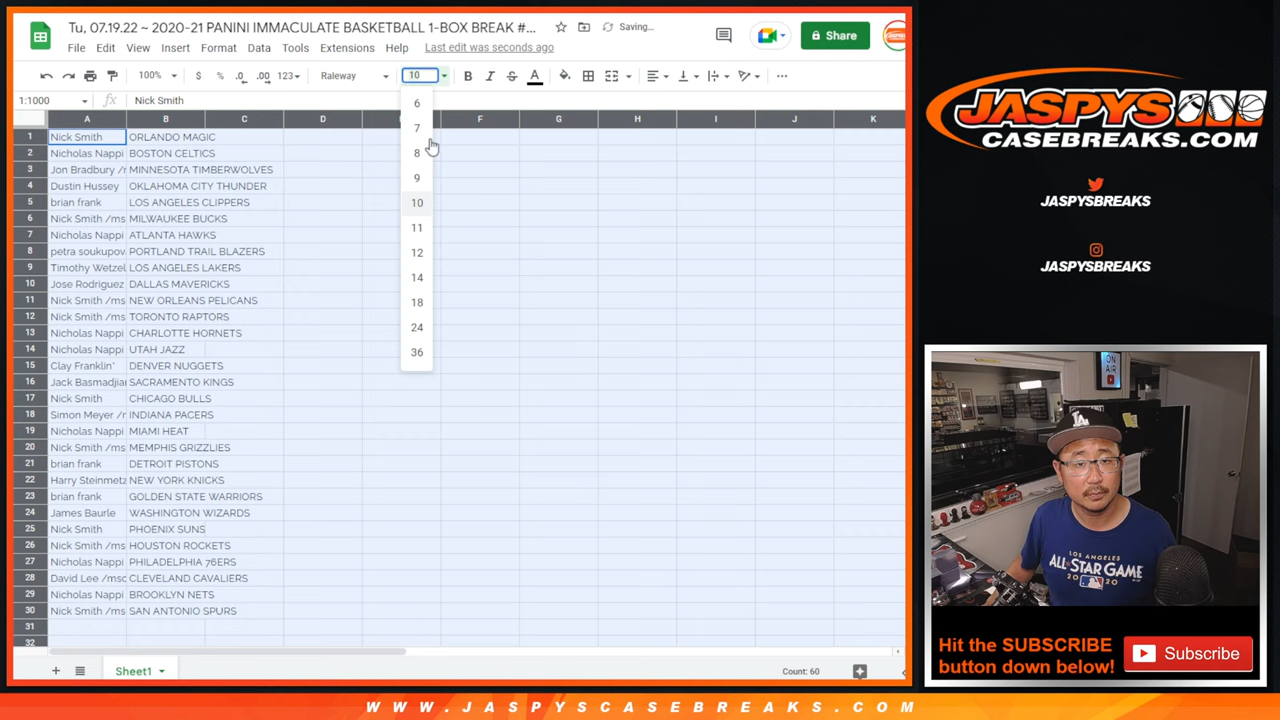 Tu, 07.19.22 ~ 2020-21 PANINI IMMACULATE BASKETBALL 1-BOX BREAK #...
Saving...
File Edit View Insert Format Data Tools Extensions Help Last edit was seconds ago
Share
100% $ % .0 .00 123 Raleway 10 B I S A
1:1000 fx Nick Smith
A B C D F G H I J K
1 Nick Smith ORLANDO MAGIC
2 Nicholas Nappi BOSTON CELTICS
3 Jon Bradbury /r MINNESOTA TIMBERWOLVES
4 Dustin Hussey OKLAHOMA CITY THUNDER
5 brian frank LOS ANGELES CLIPPERS
6 Nick Smith /ms MILWAUKEE BUCKS
7 Nicholas Nappi ATLANTA HAWKS
8 petra soukupov PORTLAND TRAIL BLAZERS
9 Timothy Wetzel LOS ANGELES LAKERS
10 Jose Rodriguez DALLAS MAVERICKS
11 Nick Smith /ms NEW ORLEANS PELICANS
12 Nick Smith /ms TORONTO RAPTORS
13 Nicholas Nappi CHARLOTTE HORNETS
14 Nicholas Nappi UTAH JAZZ
15 Clay Franklin* DENVER NUGGETS
16 Jack Basmadjian SACRAMENTO KINGS
17 Nick Smith CHICAGO BULLS
18 Simon Meyer /r INDIANA PACERS
19 Nicholas Nappi MIAMI HEAT
20 Nick Smith /ms MEMPHIS GRIZZLIES
21 brian frank DETROIT PISTONS
22 Harry Steinmetz NEW YORK KNICKS
23 brian frank GOLDEN STATE WARRIORS
24 James Baurle WASHINGTON WIZARDS
25 Nick Smith PHOENIX SUNS
26 Nick Smith /ms HOUSTON ROCKETS
27 Nicholas Nappi PHILADELPHIA 76ERS
28 David Lee /msc CLEVELAND CAVALIERS
29 Nicholas Nappi BROOKLYN NETS
30 Nick Smith /ms SAN ANTONIO SPURS
31
32
6
7
8
9
10
11
12
14
18
24
36
Sheet1
Count: 60
JASPYS
CASEBREAKS.COM
JASPYSBREAKS
JASPYSBREAKS
ON
AIR
LA
LOS ANGELES
ALL STAR GAME
2020
Hit the SUBSCRIBE
button down below!
Subscribe
WWW.JASPYSCASEBREAKS.COM